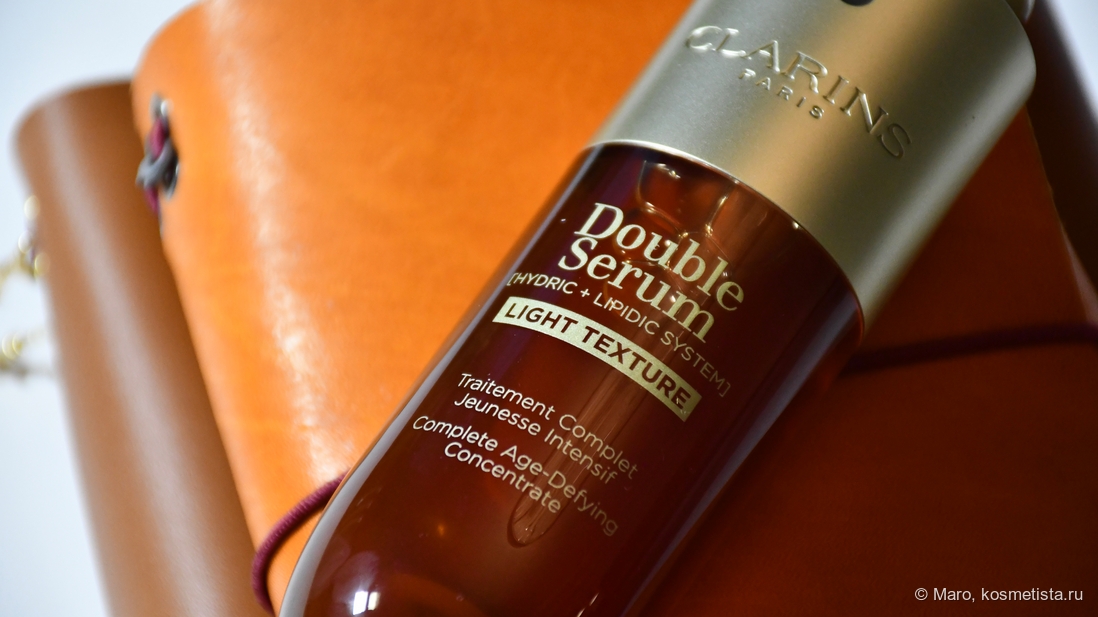 CLARINS
PARIS
Double
Serum
[HYDRIC + LIPIDIC SYSTEM]
LIGHT TEXTURE
Traitement Complet
Jeunesse Intensif
Complete Age-Defying
Concentrate
© Maro, kosmetista.ru